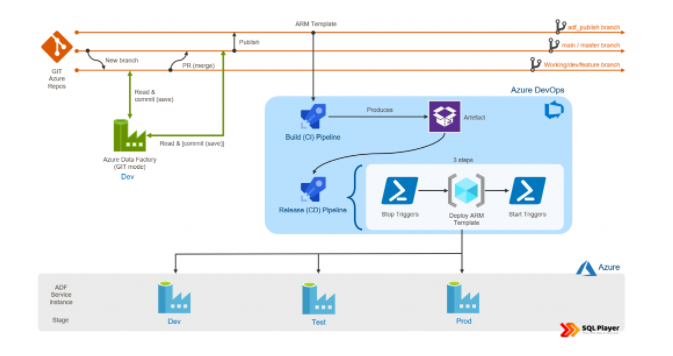 ARM Template
adf_publish branch
Publish
main / master branch
GIT
Azure
Repos
New branch
PR (merge)
Working/dev/feature branch
Read &
commit (save)
Azure DevOps
Produces
Artefact
Build (CI) Pipeline
Read & [commit (save)]
Azure Data Factory
(GIT mode)
Dev
3 steps
Release (CD) Pipeline
Stop Triggers
Deploy ARM
Template
Start Triggers
Azure
ADF
Service
instance
Stage
Dev
Test
Prod
SQL Player